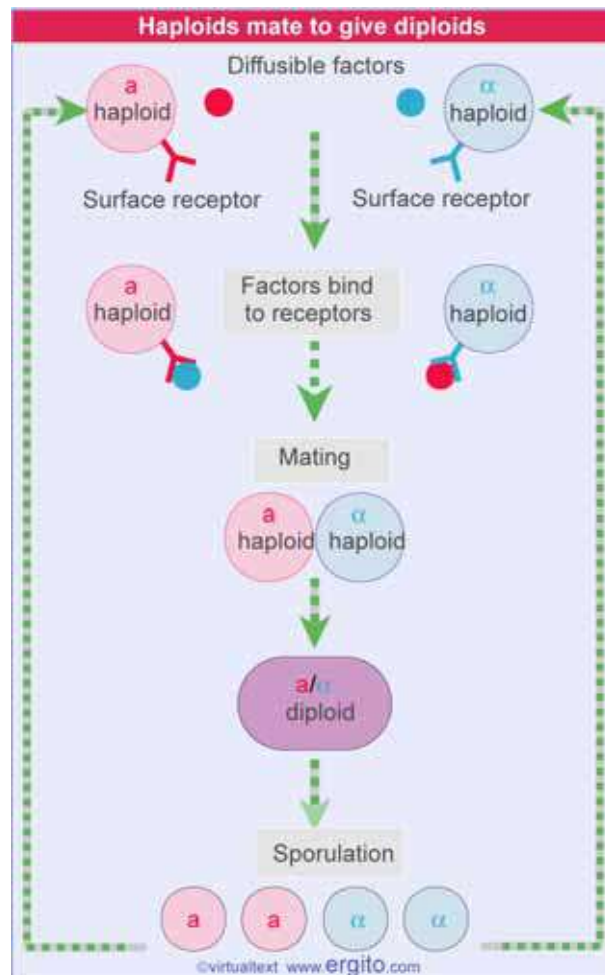 Haploids mate to give diploids
Diffusible factors
a
haploid
α
haploid
Surface receptor
Surface receptor
a
haploid
Factors bind
to receptors
α
haploid
Mating
a
haploid
α
haploid
a/α
diploid
Sporulation
a
a
α
α
©virtualtext www.ergito.com